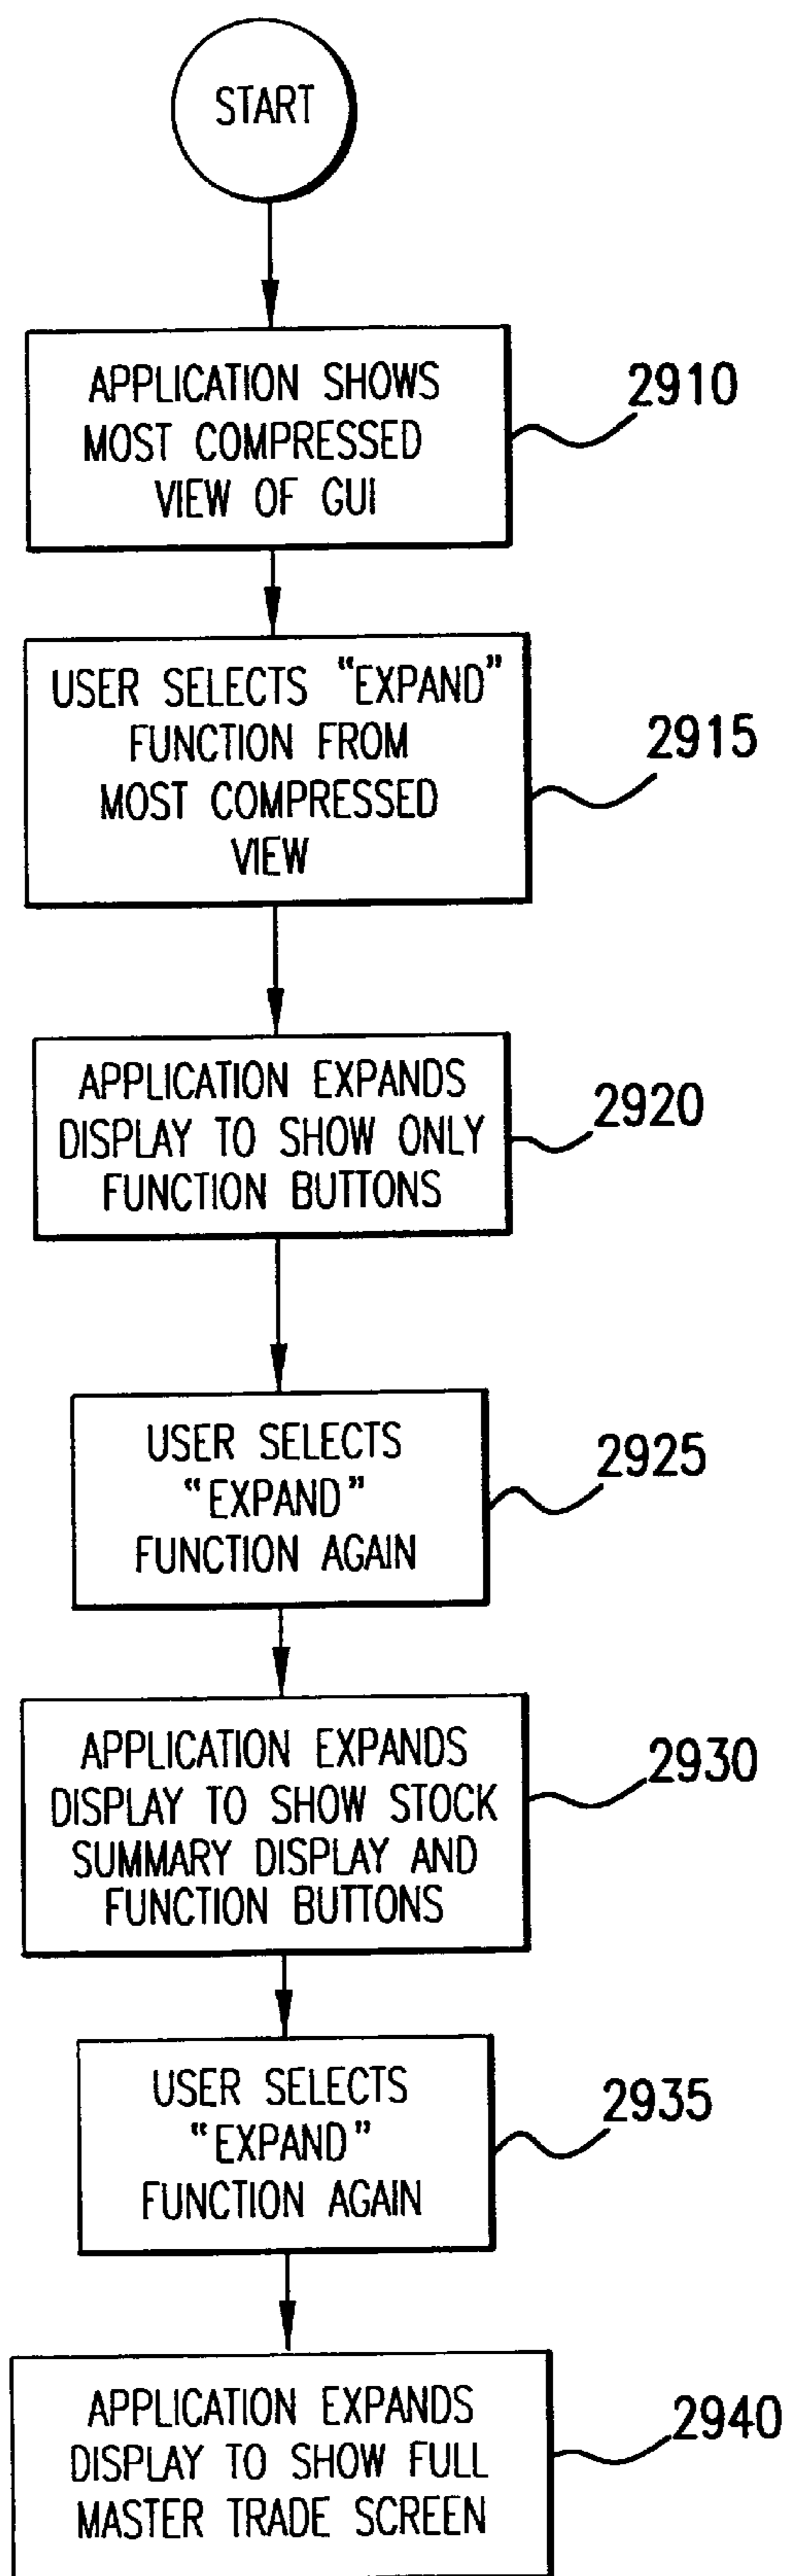 START
APPLICATION SHOWS
MOST COMPRESSED
VIEW OF GUI
2910
USER SELECTS "EXPAND"
FUNCTION FROM
MOST COMPRESSED
VIEW
2915
APPLICATION EXPANDS
DISPLAY TO SHOW ONLY
FUNCTION BUTTONS
2920
USER SELECTS
"EXPAND"
FUNCTION AGAIN
2925
APPLICATION EXPANDS
DISPLAY TO SHOW STOCK
SUMMARY DISPLAY AND
FUNCTION BUTTONS
2930
USER SELECTS
"EXPAND"
FUNCTION AGAIN
2935
APPLICATION EXPANDS
DISPLAY TO SHOW FULL
MASTER TRADE SCREEN
2940